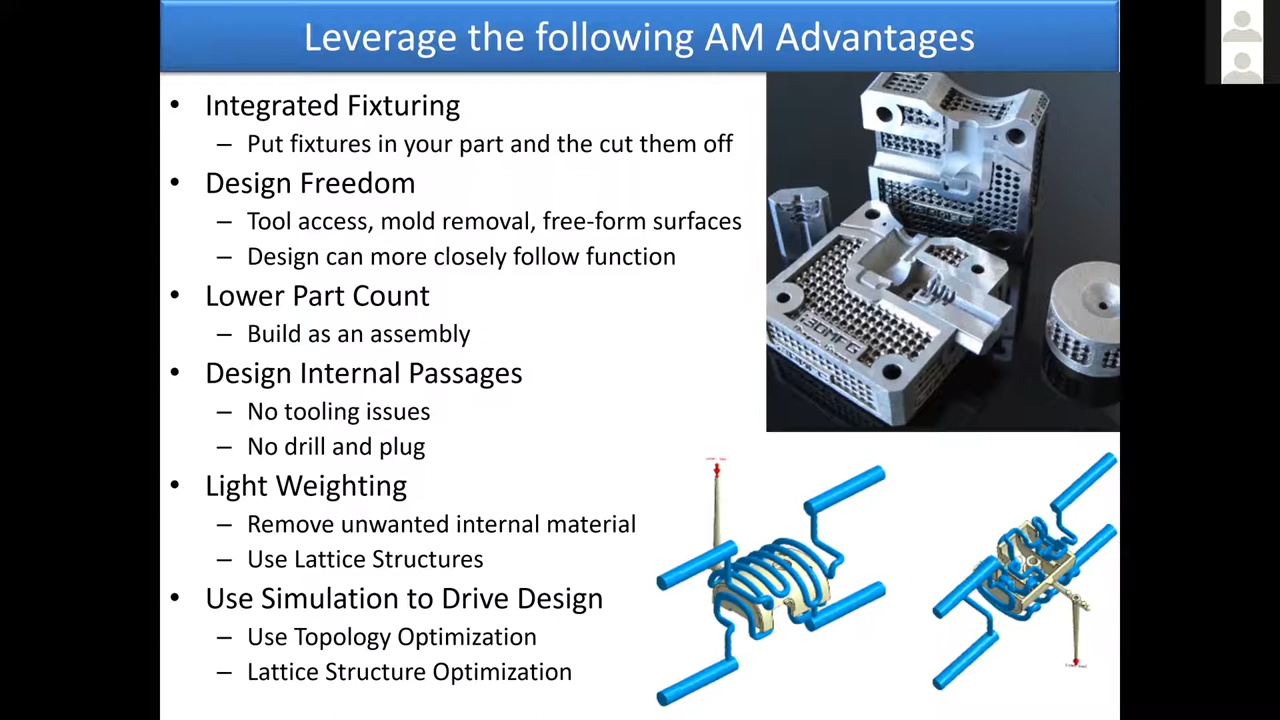 Leverage the following AM Advantages
• Integrated Fixturing
– Put fixtures in your part and the cut them off
• Design Freedom
– Tool access, mold removal, free-form surfaces
– Design can more closely follow function
• Lower Part Count
– Build as an assembly
• Design Internal Passages
– No tooling issues
– No drill and plug
• Light Weighting
– Remove unwanted internal material
– Use Lattice Structures
• Use Simulation to Drive Design
– Use Topology Optimization
– Lattice Structure Optimization
3DMFG